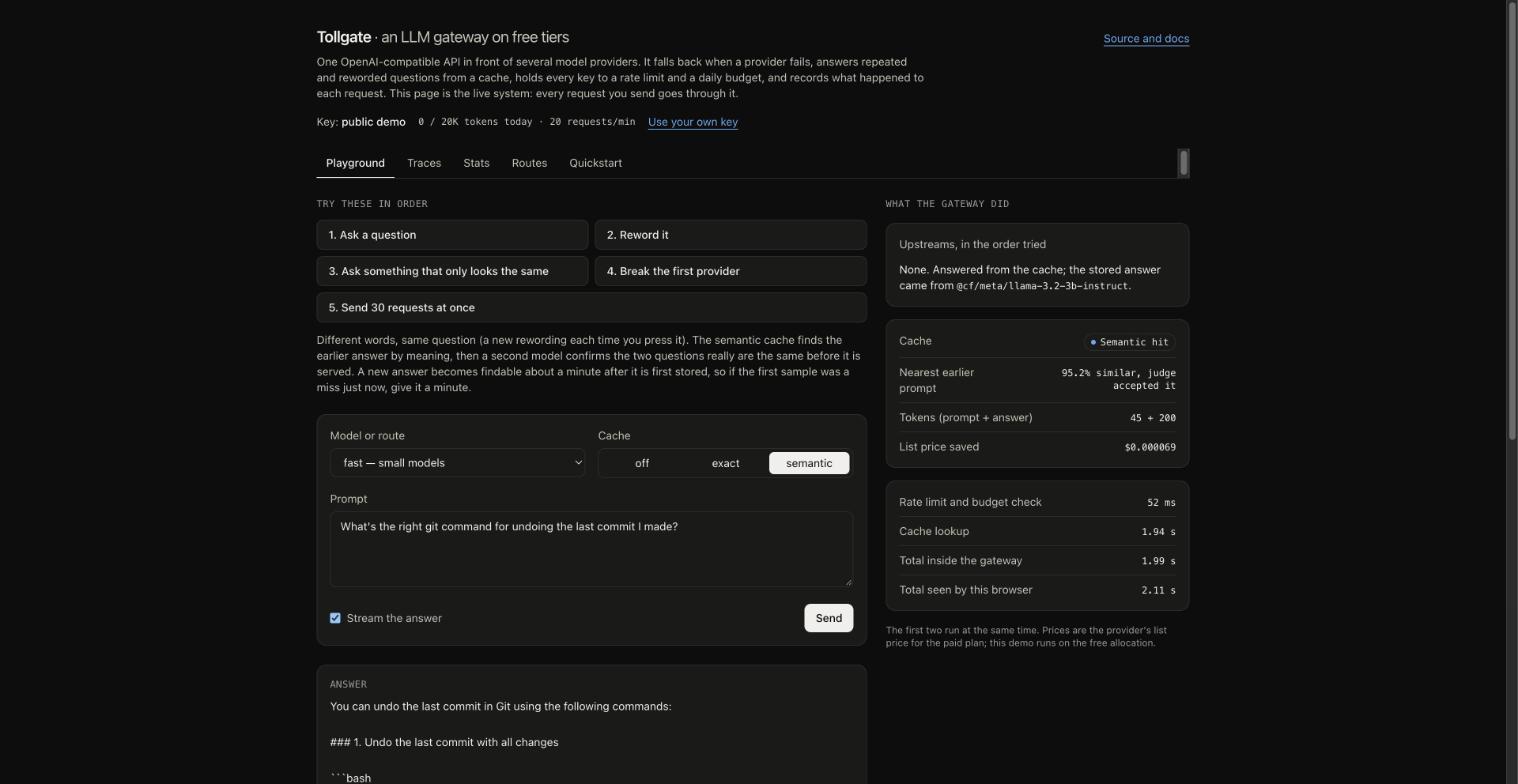 Tollgate · an LLM gateway on free tiers
Source and docs
One OpenAI-compatible API in front of several model providers. It falls back when a provider fails, answers repeated
and reworded questions from a cache, holds every key to a rate limit and a daily budget, and records what happened to
each request. This page is the live system: every request you send goes through it.
Key: public demo 0 / 20K tokens today · 20 requests/min Use your own key
Playground Traces Stats Routes Quickstart
TRY THESE IN ORDER
1. Ask a question
2. Reword it
3. Ask something that only looks the same
4. Break the first provider
5. Send 30 requests at once
Different words, same question (a new rewording each time you press it). The semantic cache finds the
earlier answer by meaning, then a second model confirms the two questions really are the same before it is
served. A new answer becomes findable about a minute after it is first stored, so if the first sample was a
miss just now, give it a minute.
Model or route
Cache
fast — small models
off exact semantic
Prompt
What's the right git command for undoing the last commit I made?
Stream the answer
Send
ANSWER
You can undo the last commit in Git using the following commands:
### 1. Undo the last commit with all changes
```bash
WHAT THE GATEWAY DID
Upstreams, in the order tried
None. Answered from the cache; the stored answer
came from @cf/meta/llama-3.2-3b-instruct.
Cache Semantic hit
Nearest earlier
prompt
95.2% similar, judge
accepted it
Tokens (prompt + answer) 45 + 200
List price saved $0.000069
Rate limit and budget check 52 ms
Cache lookup 1.94 s
Total inside the gateway 1.99 s
Total seen by this browser 2.11 s
The first two run at the same time. Prices are the provider's list
price for the paid plan; this demo runs on the free allocation.